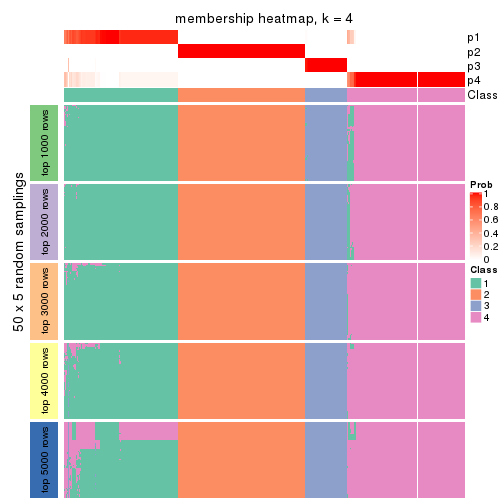 membership heatmap, k = 4
p1
p2
p3
p4
Class
50 x 5 random samplings
top 1000 rows
top 2000 rows
top 3000 rows
top 4000 rows
top 5000 rows
Prob
1
0.8
0.6
0.4
0.2
0
Class
1
2
3
4